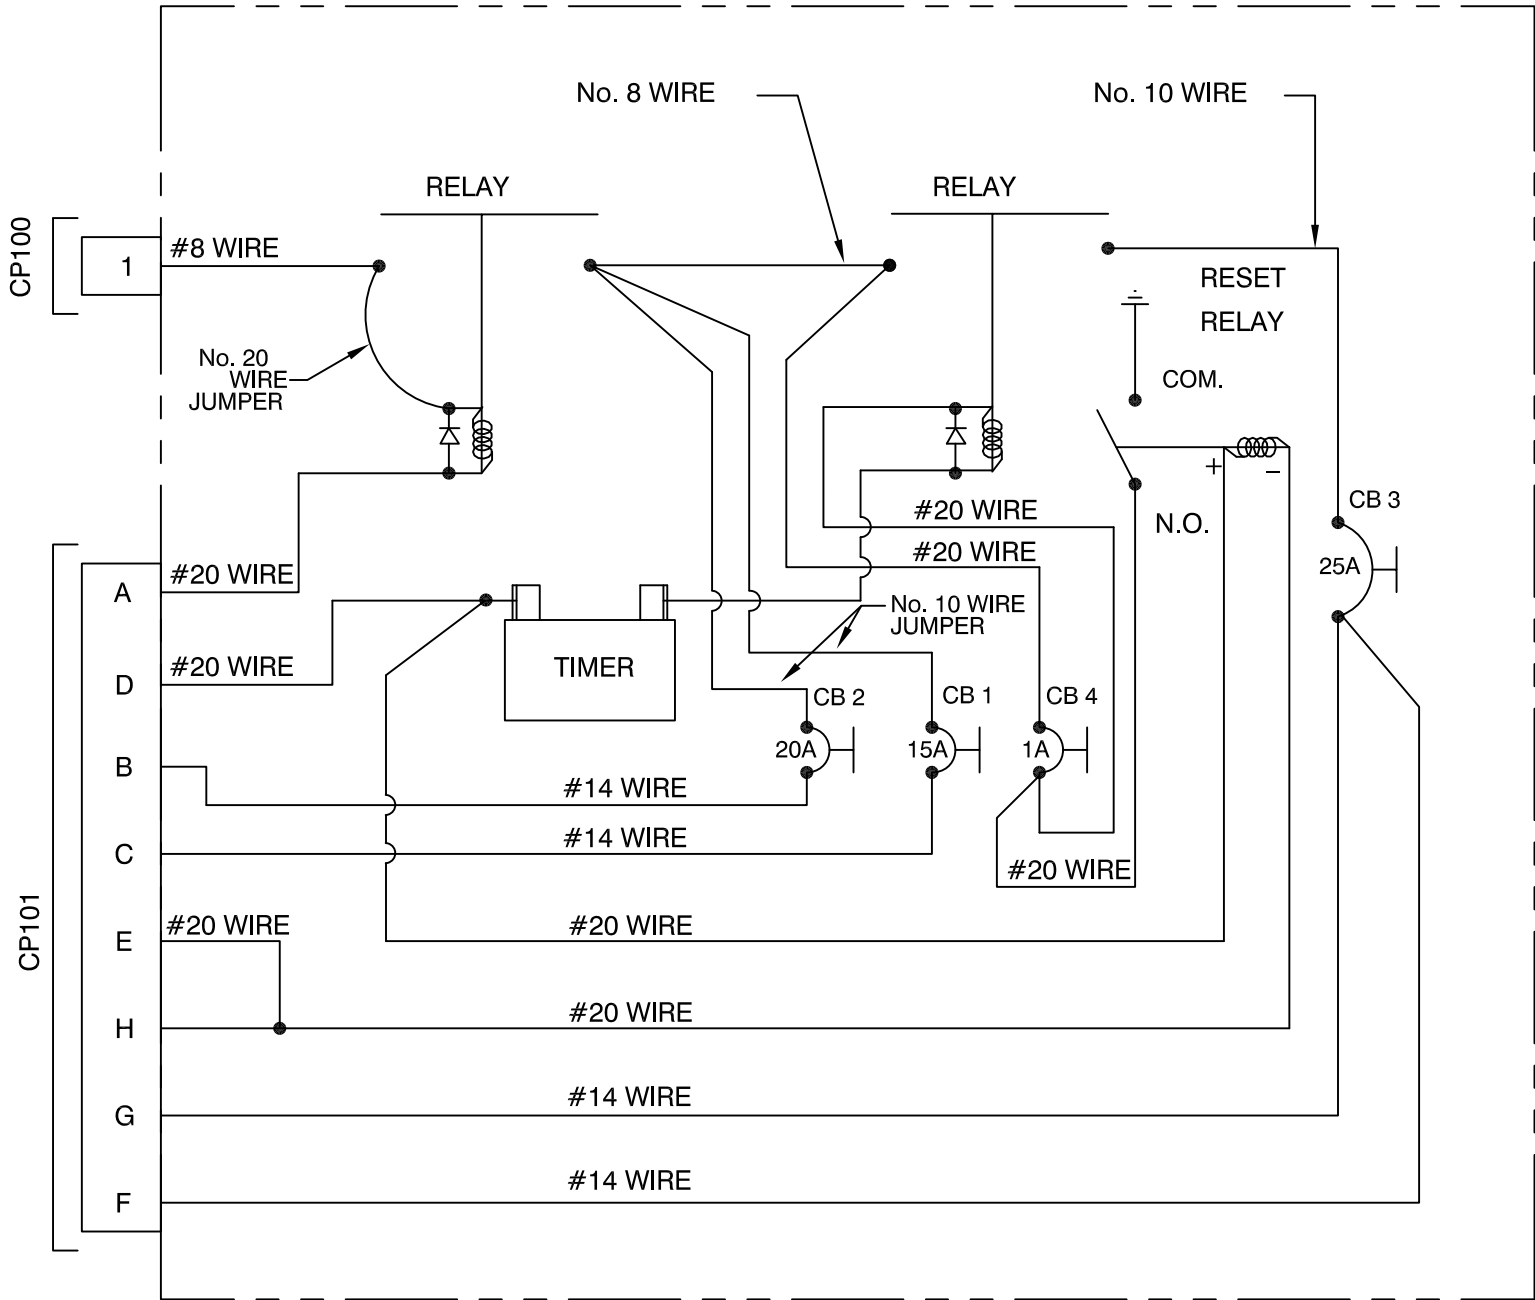 No. 8 WIRE
No. 10 WIRE
RELAY
RELAY
CP100
1
#8 WIRE
RESET
RELAY
No. 20
WIRE
JUMPER
COM.
+
−
CB 3
N.O.
25A
#20 WIRE
#20 WIRE
CP101
A
#20 WIRE
No. 10 WIRE
JUMPER
D
#20 WIRE
TIMER
CB 2
CB 1
CB 4
20A
15A
1A
B
#14 WIRE
C
#14 WIRE
#20 WIRE
E
#20 WIRE
#20 WIRE
H
#20 WIRE
G
#14 WIRE
F
#14 WIRE